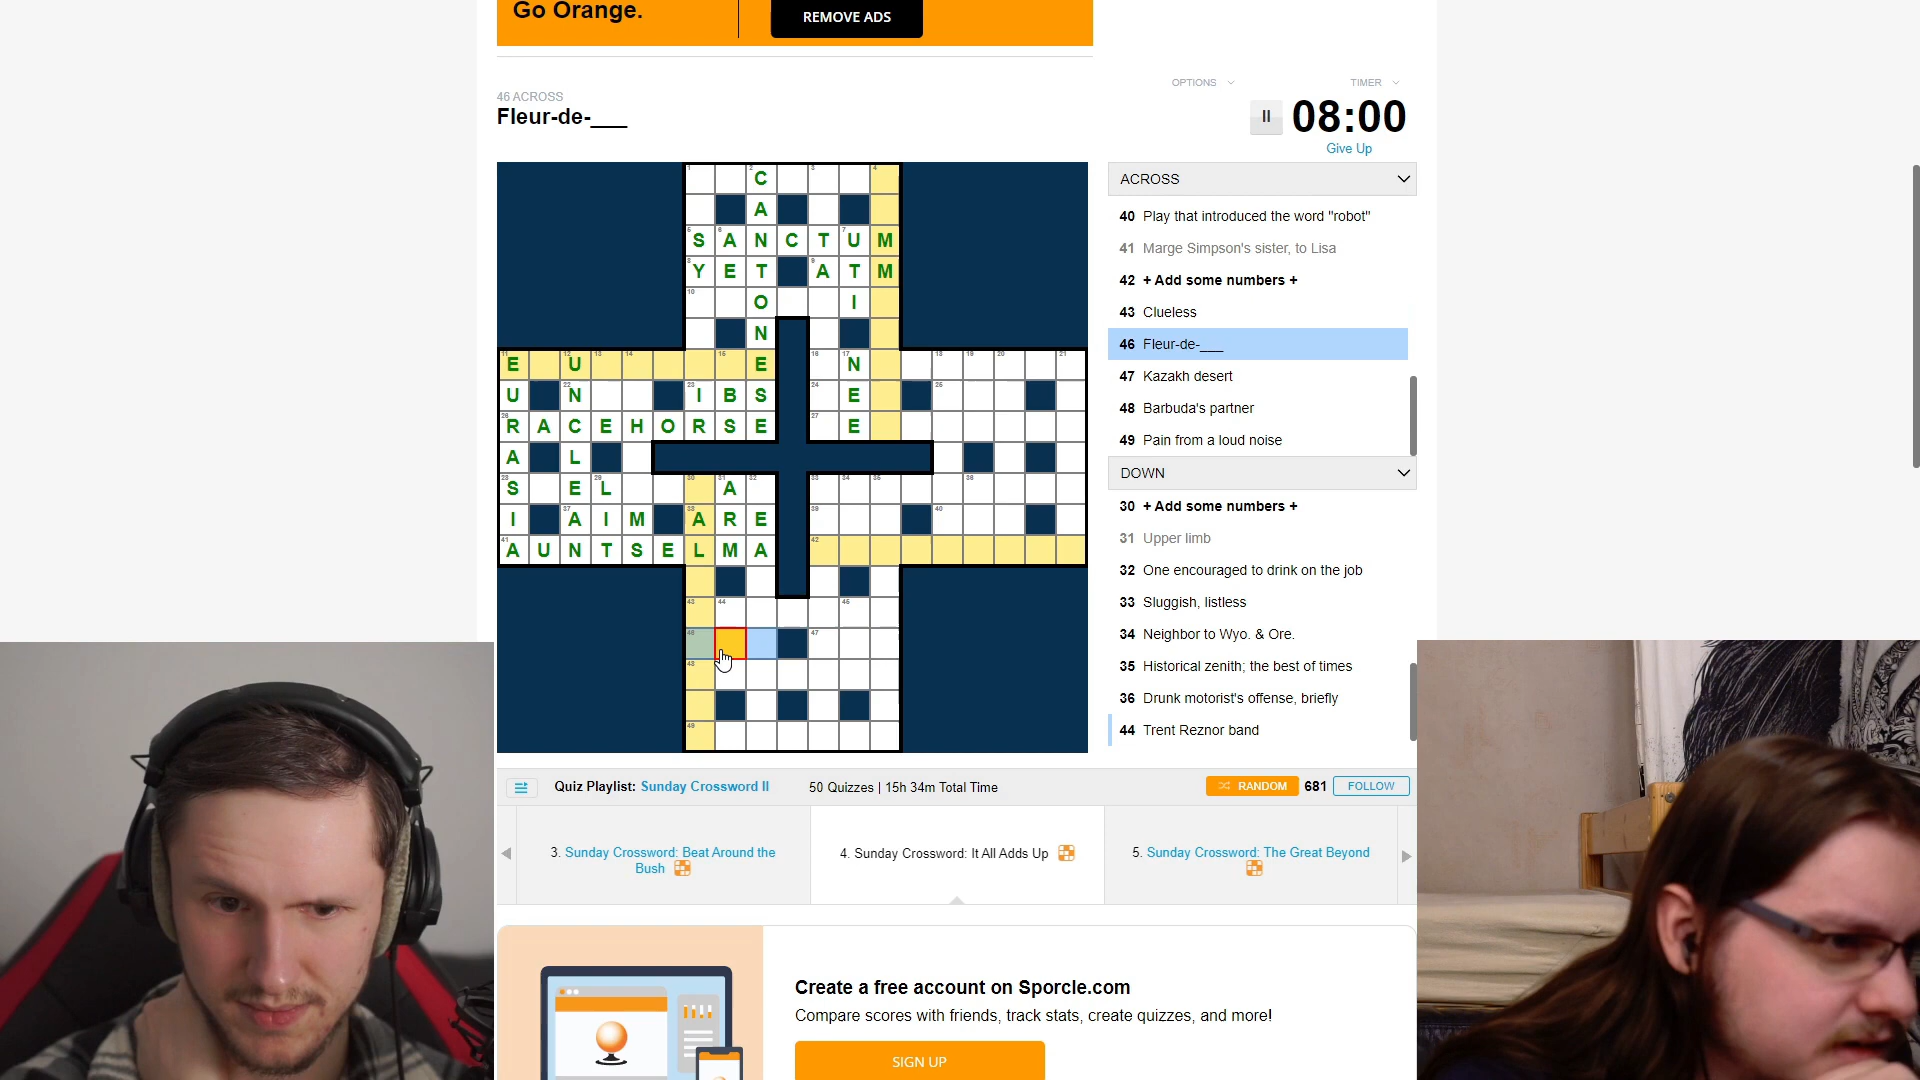 Go Orange.
REMOVE ADS
OPTIONS
TIMER
46 ACROSS
Fleur-de-___
08:00
Give Up
ACROSS
40 Play that introduced the word "robot"
41 Marge Simpson's sister, to Lisa
42 + Add some numbers +
43 Clueless
46 Fleur-de-___
47 Kazakh desert
48 Barbuda's partner
49 Pain from a loud noise
DOWN
30 + Add some numbers +
31 Upper limb
32 One encouraged to drink on the job
33 Sluggish, listless
34 Neighbor to Wyo. & Ore.
35 Historical zenith; the best of times
36 Drunk motorist's offense, briefly
44 Trent Reznor band
C
A
S A N C T U M
Y E T A T M
O I
N
E U E N
U N I B S E
R A C E H O R S E E
A L
S E L A
I A I M A R E
A U N T S E L M A
Quiz Playlist: Sunday Crossword II
50 Quizzes | 15h 34m Total Time
RANDOM
681
FOLLOW
3. Sunday Crossword: Beat Around the
Bush
4. Sunday Crossword: It All Adds Up
5. Sunday Crossword: The Great Beyond
Create a free account on Sporcle.com
Compare scores with friends, track stats, create quizzes, and more!
SIGN UP